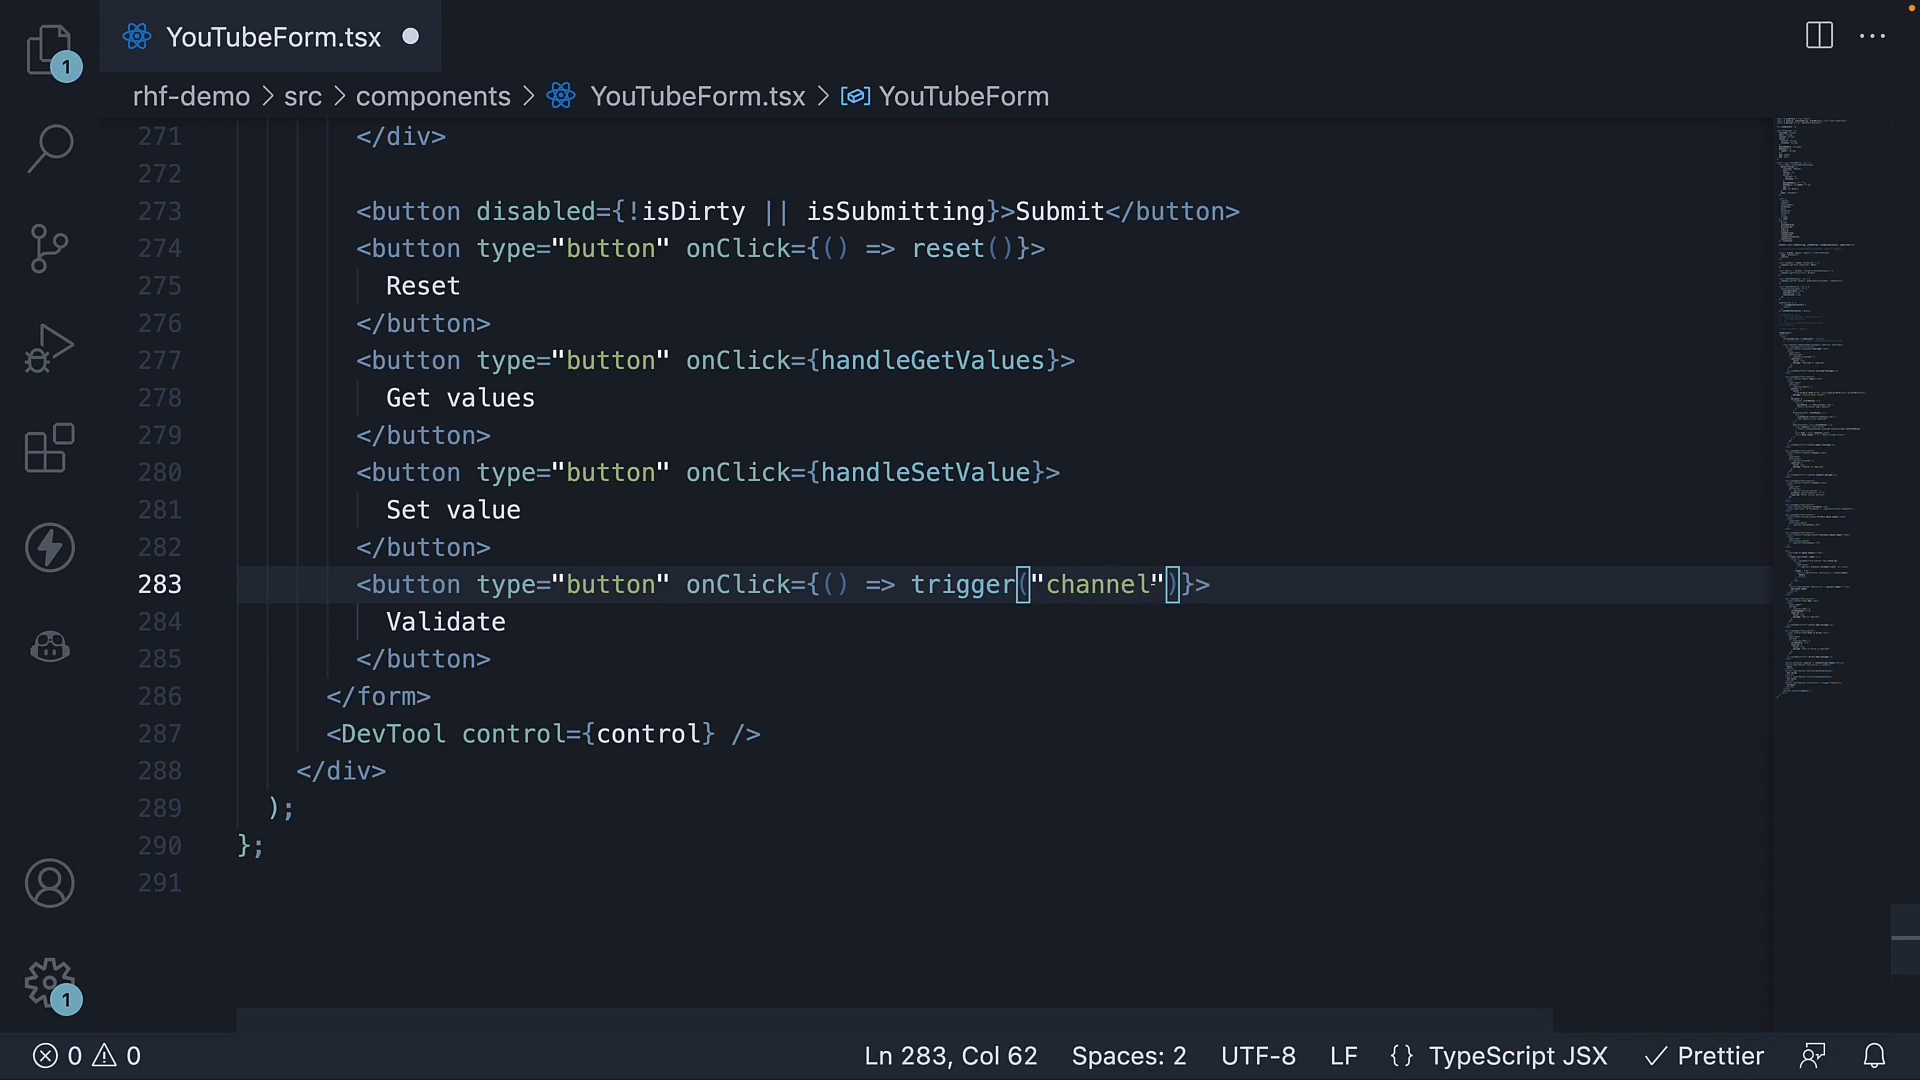 1
YouTubeForm.tsx
rhf-demo > src > components > YouTubeForm.tsx > YouTubeForm
271 </div>
272
273 <button disabled={!isDirty || isSubmitting}>Submit</button>
274 <button type="button" onClick={() => reset()}>
275 Reset
276 </button>
277 <button type="button" onClick={handleGetValues}>
278 Get values
279 </button>
280 <button type="button" onClick={handleSetValue}>
281 Set value
282 </button>
283 <button type="button" onClick={() => trigger("channel")}>
284 Validate
285 </button>
286 </form>
287 <DevTool control={control} />
288 </div>
289 );
290 };
291
1
0 0 Ln 283, Col 62 Spaces: 2 UTF-8 LF {} TypeScript JSX Prettier